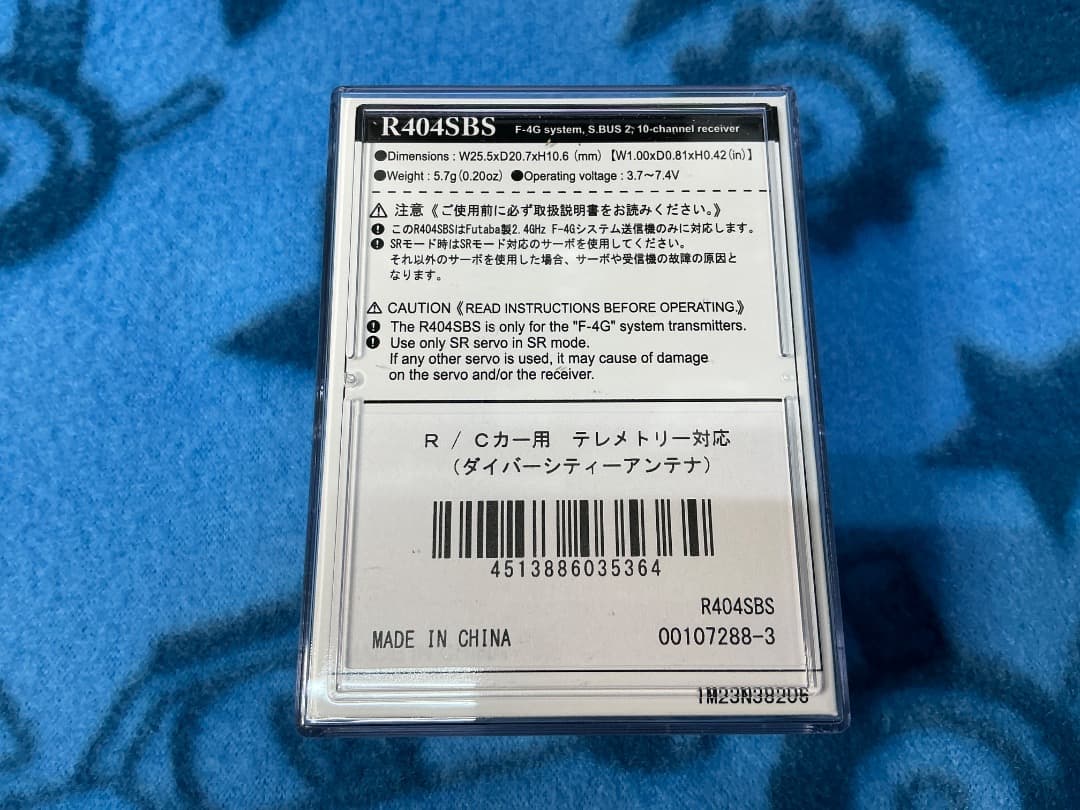 R404SBS F-4G system, S.BUS 2; 10-channel receiver
●Dimensions : W25.5xD20.7xH10.6 (mm) 【W1.00xD0.81xH0.42(in)】
●Weight : 5.7g(0.20oz) ●Operating voltage : 3.7〜7.4V
⚠ 注意《ご使用前に必ず取扱説明書をお読みください。》
このR404SBSはFutaba製2.4GHz F-4Gシステム送信機のみに対応します。
SRモード時はSRモード対応のサーボを使用してください。
それ以外のサーボを使用した場合、サーボや受信機の故障の原因と
なります。
⚠ CAUTION《READ INSTRUCTIONS BEFORE OPERATING.》
The R404SBS is only for the "F-4G" system transmitters.
Use only SR servo in SR mode.
If any other servo is used, it may cause of damage
on the servo and/or the receiver.
R / Cカー用 テレメトリー対応
(ダイバーシティーアンテナ)
4513886035364
R404SBS
MADE IN CHINA 00107288-3
1M23N38206